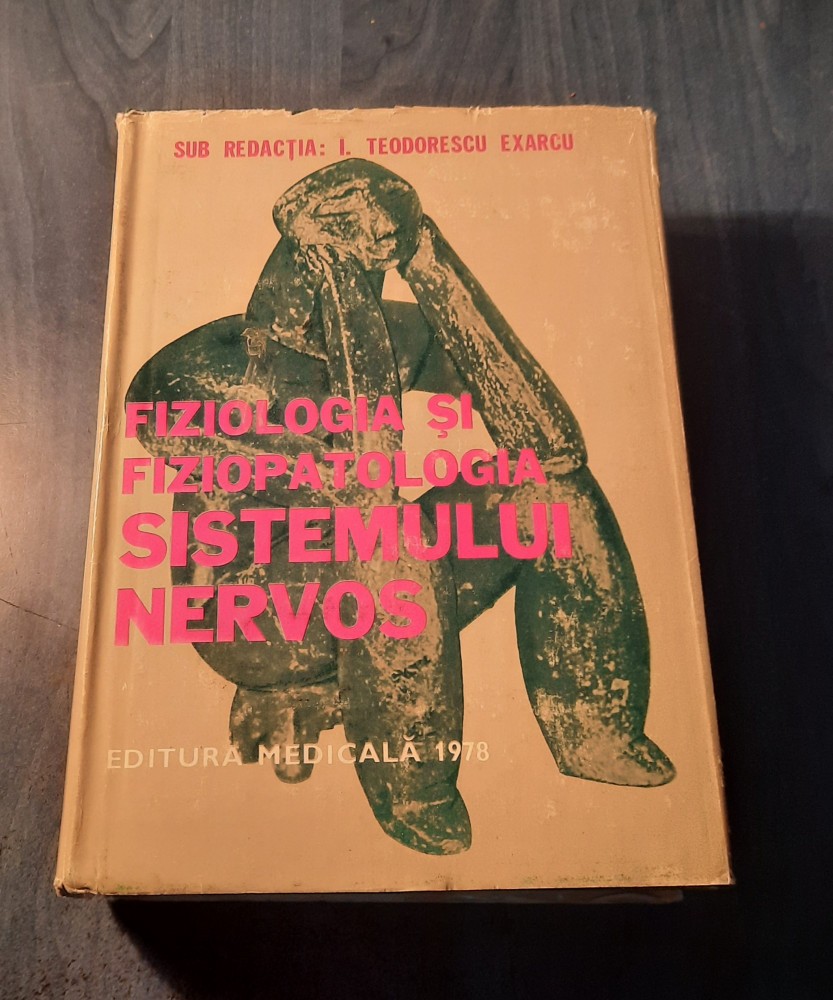 SUB REDACȚIA: I. TEODORESCU EXARCU
FIZIOLOGIA ȘI
FIZIOPATOLOGIA
SISTEMULUI
NERVOS
EDITURA MEDICALĂ 1978